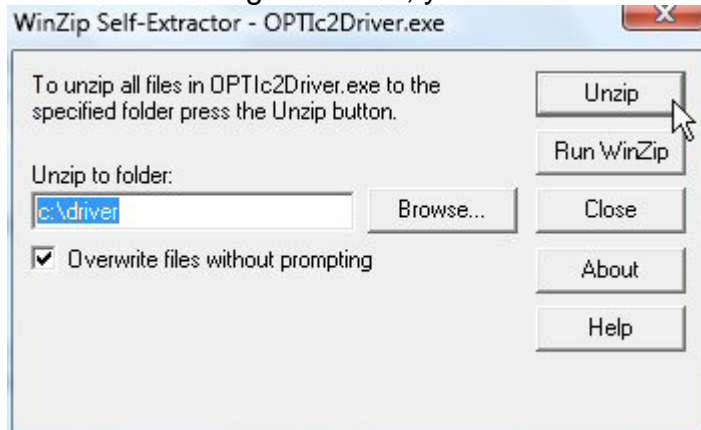 WinZip Self-Extractor - OPTIc2Driver.exe
To unzip all files in OPTIc2Driver.exe to the
specified folder press the Unzip button.
Unzip to folder:
c:\driver
Browse...
Overwrite files without prompting
Unzip
Run WinZip
Close
About
Help